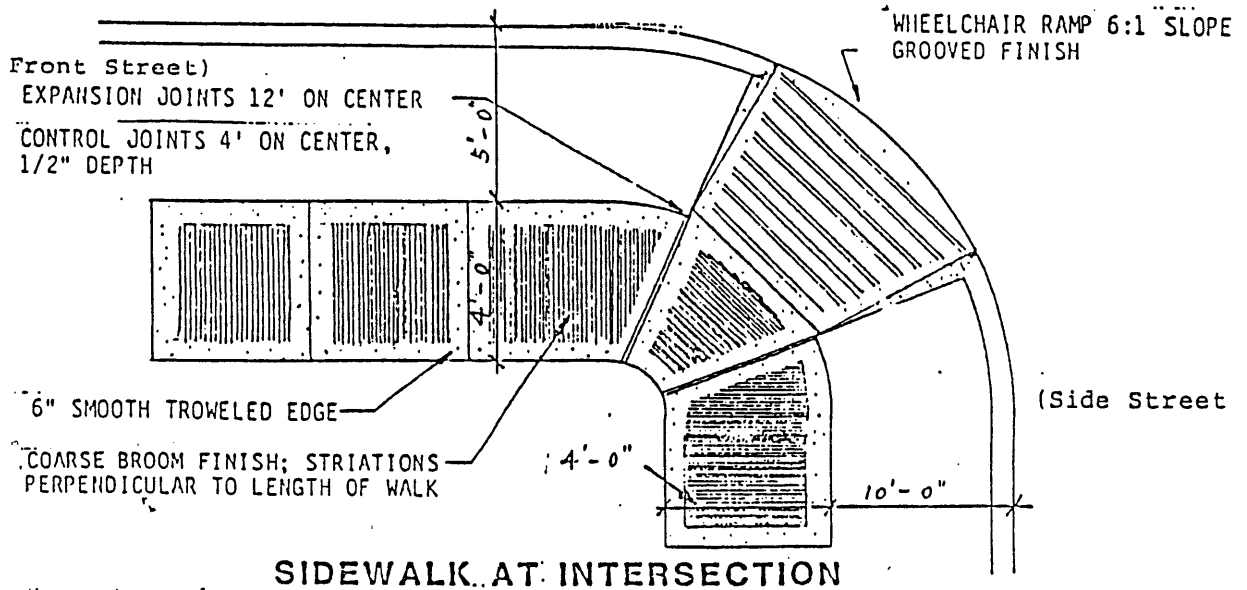 WHEELCHAIR RAMP 6:1 SLOPE
GROOVED FINISH
Front Street)
EXPANSION JOINTS 12' ON CENTER
CONTROL JOINTS 4' ON CENTER,
1/2" DEPTH
5'-0"
4'-0"
6" SMOOTH TROWELED EDGE
(Side Street
COARSE BROOM FINISH; STRIATIONS
PERPENDICULAR TO LENGTH OF WALK
4'-0"
10'-0"
SIDEWALK AT INTERSECTION